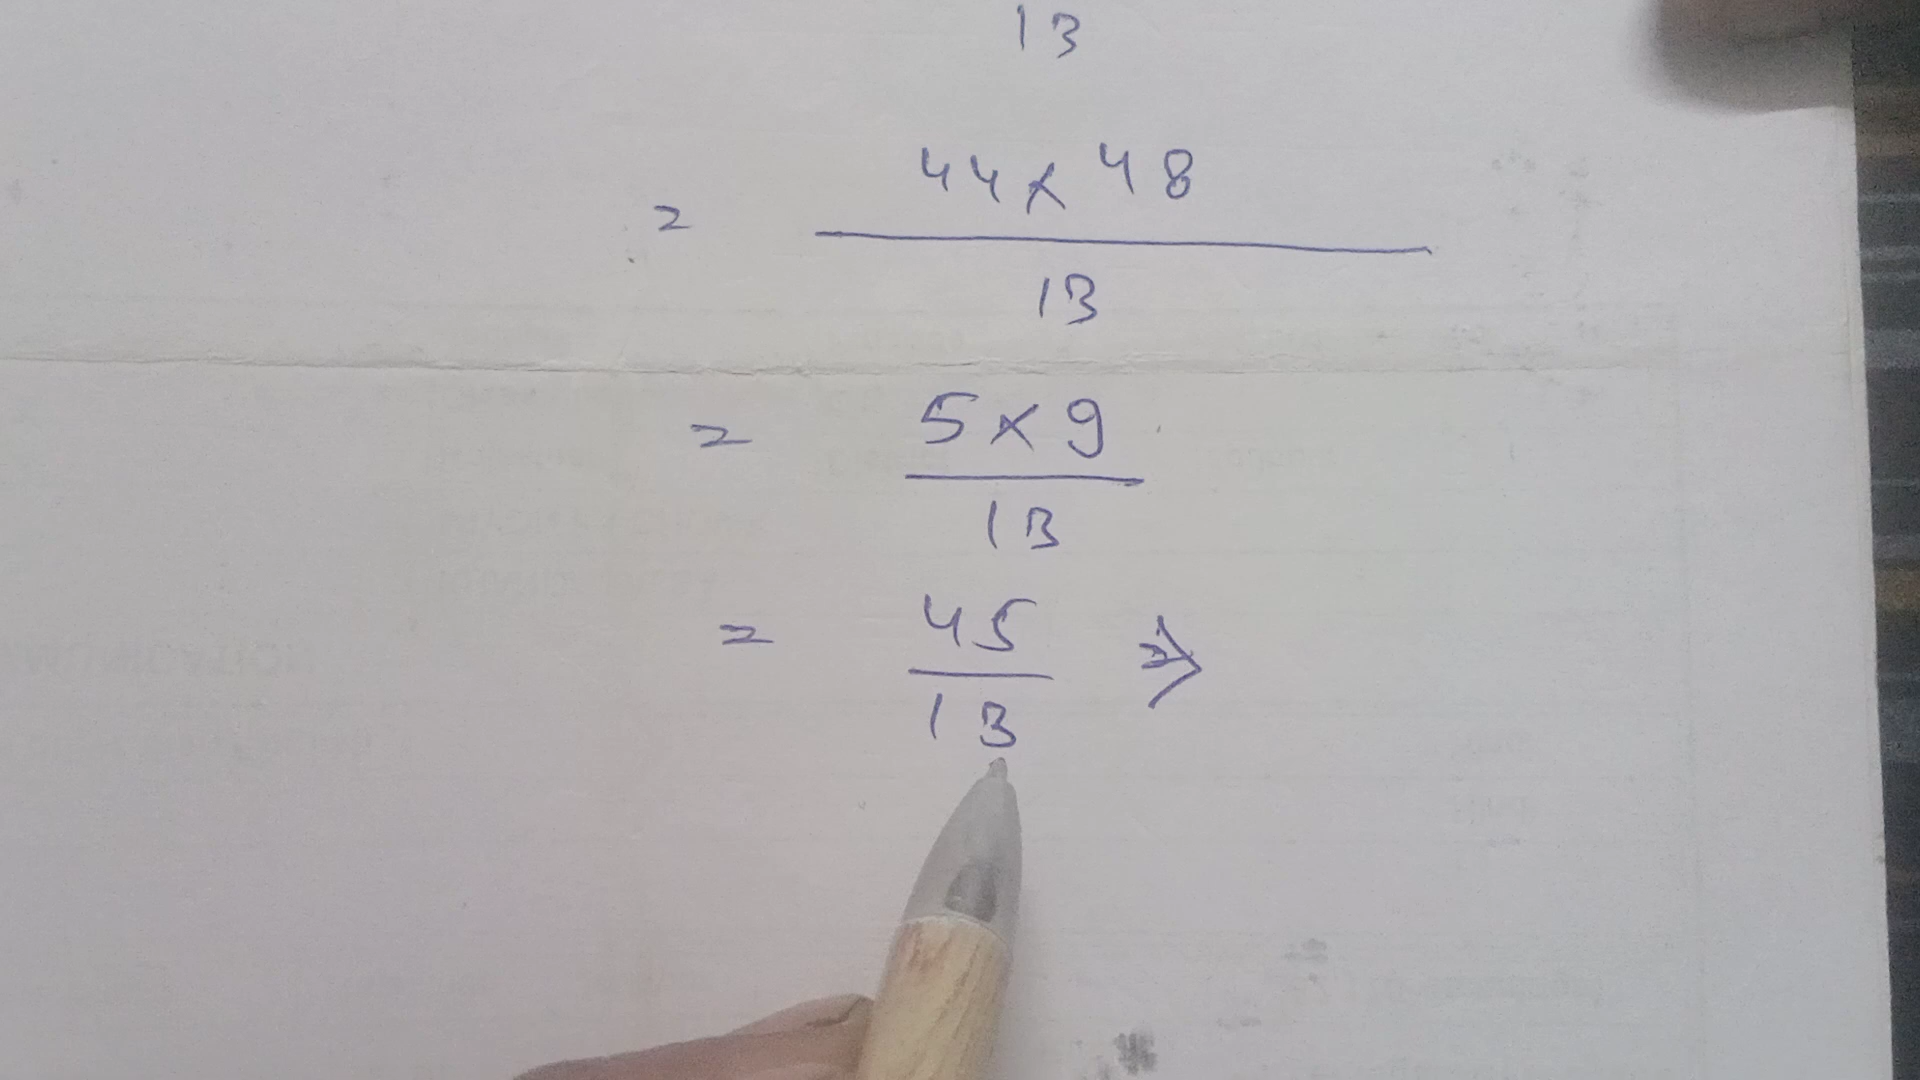 13
= 44 x 48
13
= 5 x 9
13
= 45 ⇒
13